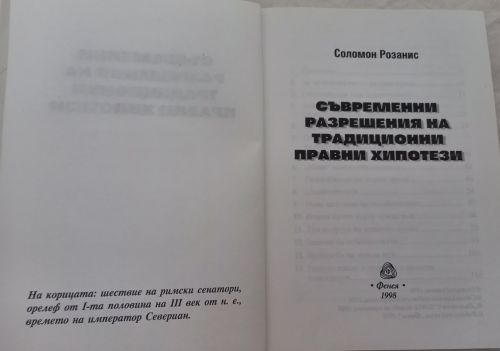 На корицата: шествие на римски сенатори,
орелеф от I-та половина на III век от н. е.,
времето на император Севериан.
Соломон Розанис
СЪВРЕМЕННИ
РАЗРЕШЕНИЯ НА
ТРАДИЦИОННИ
ПРАВНИ ХИПОТЕЗИ
• Фенея •
1998